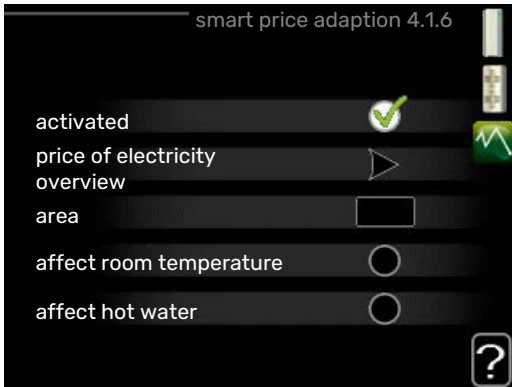 smart price adaption 4.1.6
activated
price of electricity
overview
area
affect room temperature
affect hot water
?